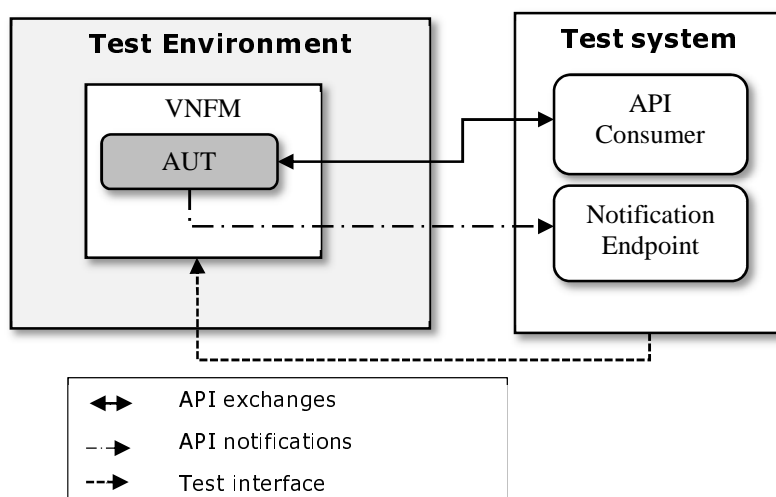 Test Environment
VNFM
AUT
Test system
API
Consumer
Notification
Endpoint
API exchanges
API notifications
Test interface